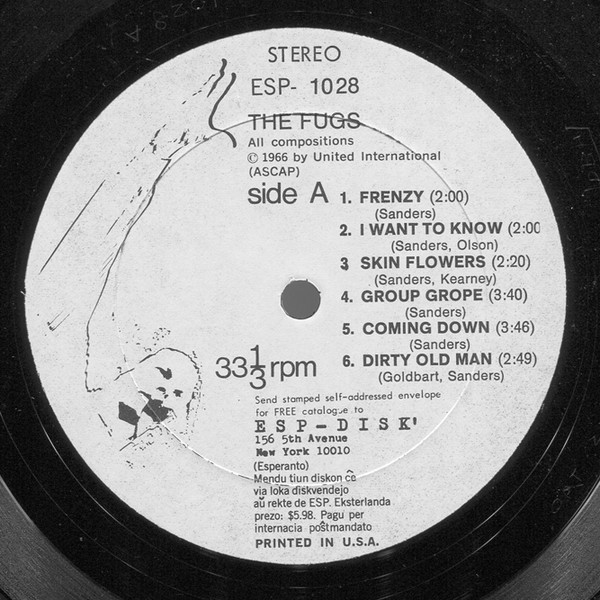 STEREO
ESP- 1028
THE FUGS
All compositions
© 1966 by United International
(ASCAP)
side A
1. FRENZY (2:00)
(Sanders)
2. I WANT TO KNOW (2:00
(Sanders, Olson)
3 SKIN FLOWERS (2:20)
(Sanders, Kearney)
4. GROUP GROPE (3:40)
(Sanders)
5. COMING DOWN (3:46)
(Sanders)
6. DIRTY OLD MAN (2:49)
(Goldbart, Sanders)
33 1/3 rpm
Send stamped self-addressed envelope
for FREE catalogue to
ESP-DISK'
156 5th Avenue
New York 10010
(Esperanto)
Mendu tiun diskon ĉe
via loka diskvendejo
aŭ rekte de ESP. Eksterlanda
prezo: $5.98. Pagu per
internacia poŝtmandato
PRINTED IN U.S.A.